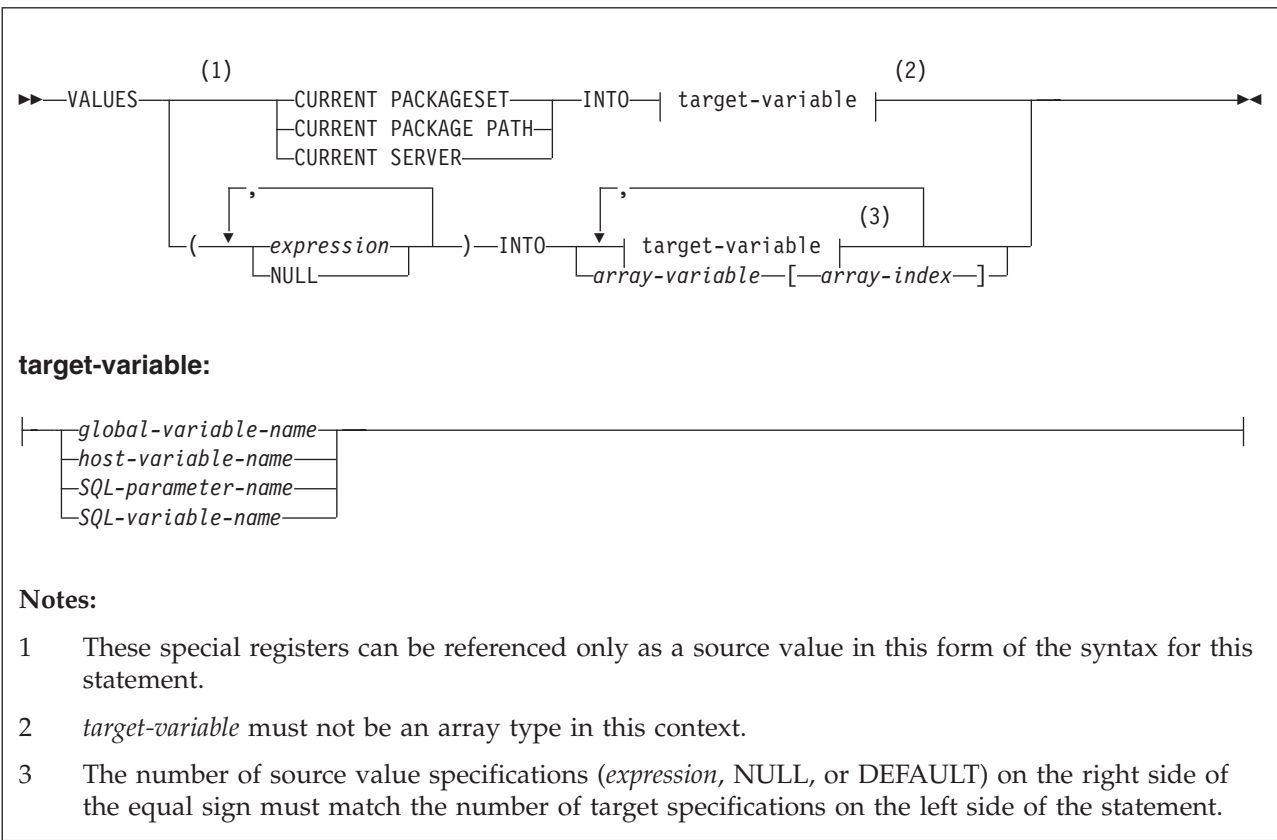 (1) (2)
VALUES CURRENT PACKAGESET INTO target-variable
CURRENT PACKAGE PATH
CURRENT SERVER
, ,
(3)
( expression ) INTO target-variable
NULL array-variable [ array-index ]
target-variable:
global-variable-name
host-variable-name
SQL-parameter-name
SQL-variable-name
Notes:
1 These special registers can be referenced only as a source value in this form of the syntax for this
statement.
2 target-variable must not be an array type in this context.
3 The number of source value specifications (expression, NULL, or DEFAULT) on the right side of
the equal sign must match the number of target specifications on the left side of the statement.